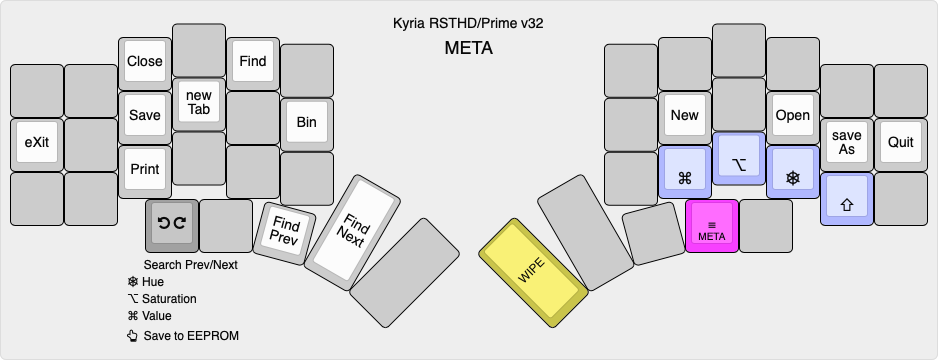 Kyria RSTHD/Prime v32
META
Close
Find
new
Tab
Save
Bin
eXit
Print
New
Open
save
As
Quit
⌘
⌥
❄
⇧
Find
Prev
Find
Next
WIPE
≡
META
Search Prev/Next
❄ Hue
⌥ Saturation
⌘ Value
Save to EEPROM